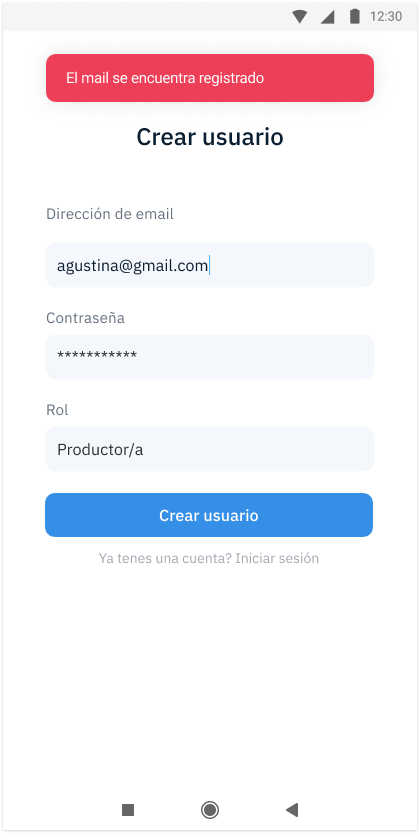 12:30
El mail se encuentra registrado
Crear usuario
Dirección de email
agustina@gmail.com
Contraseña
***********
Rol
Productor/a
Crear usuario
Ya tenes una cuenta? Iniciar sesión